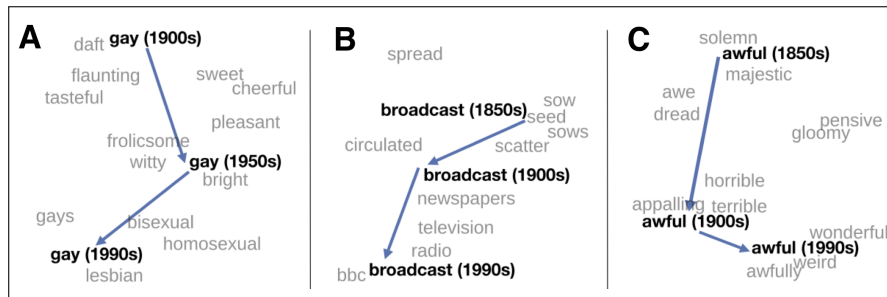 A
daft gay (1900s)
flaunting sweet
tasteful cheerful
pleasant
frolicsome
witty gay (1950s)
bright
gays bisexual
homosexual
gay (1990s)
lesbian
B
spread
broadcast (1850s) sow
seed
sows
circulated scatter
broadcast (1900s)
newspapers
television
radio
bbc broadcast (1990s)
C
solemn
awful (1850s)
majestic
awe
dread
pensive
gloomy
horrible
appalling terrible
awful (1900s)
wonderful
awful (1990s)
weird
awfully